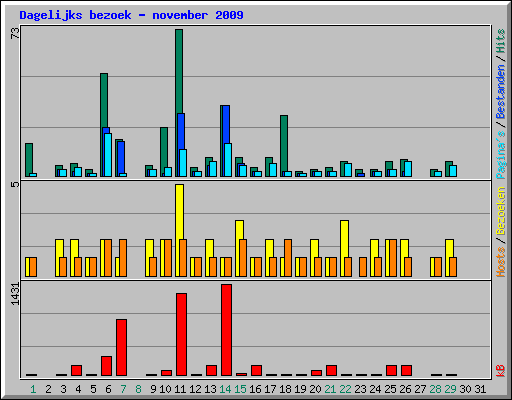 Dagelijks bezoek - november 2009
73
5
1431
Hosts / Bezoeken Pagina's / Bestanden / Hits
kB
1 2 3 4 5 6 7 8 9 10 11 12 13 14 15 16 17 18 19 20 21 22 23 24 25 26 27 28 29 30 31